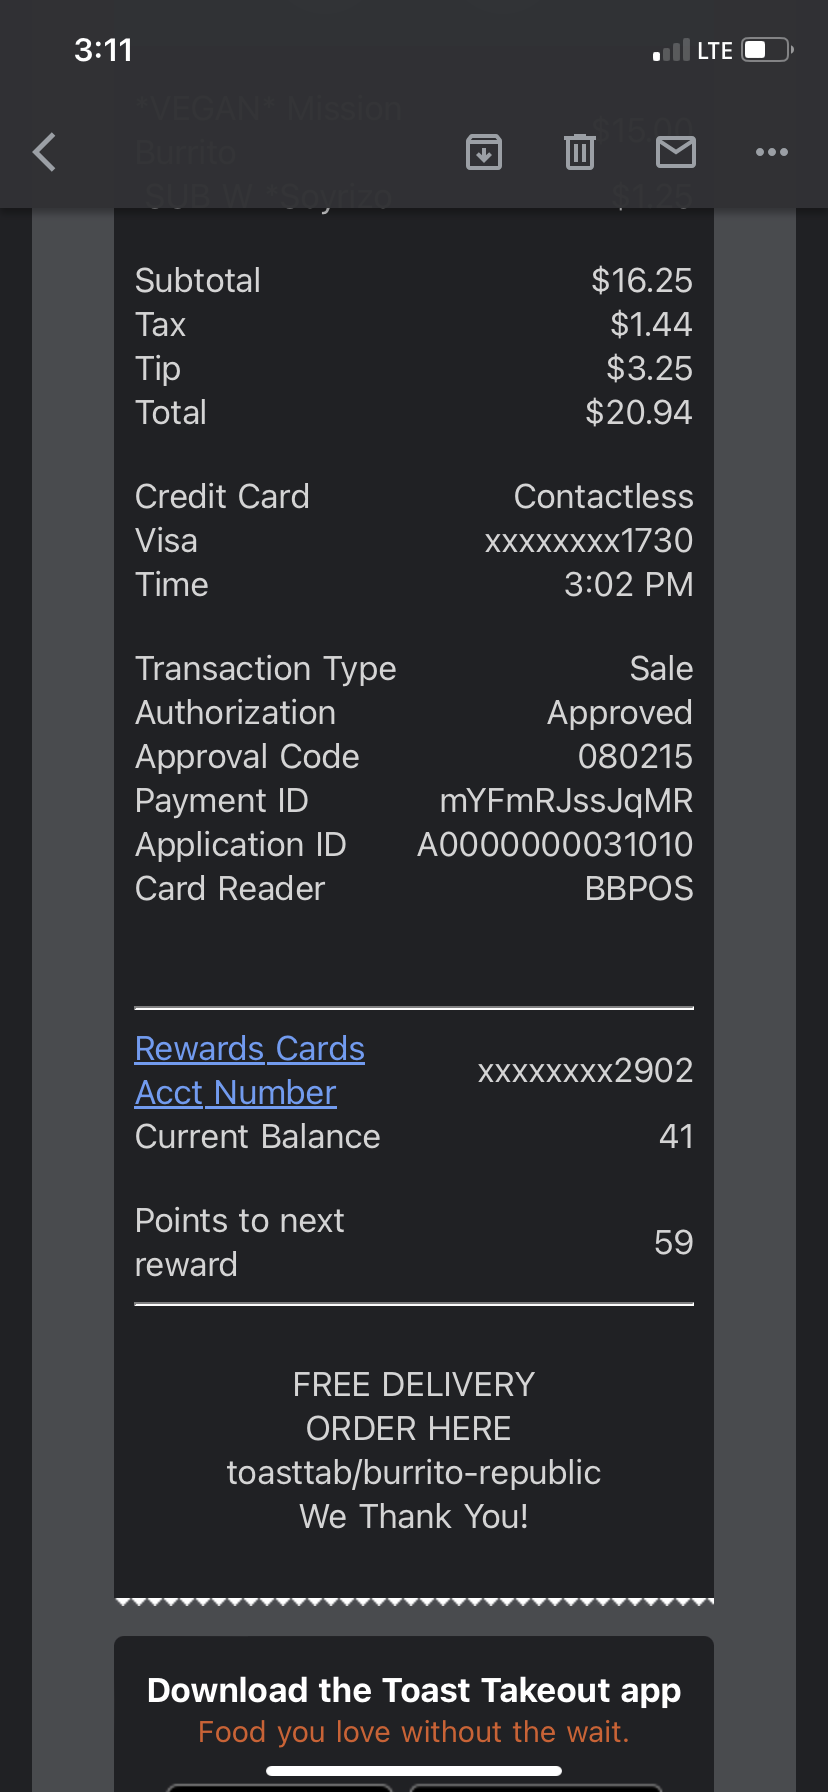 3:11 LTE
*VEGAN* Mission
Burrito $15.00
SUB W *Soyrizo $1.25
Subtotal $16.25
Tax $1.44
Tip $3.25
Total $20.94
Credit Card Contactless
Visa xxxxxxxx1730
Time 3:02 PM
Transaction Type Sale
Authorization Approved
Approval Code 080215
Payment ID mYFmRJssJqMR
Application ID A0000000031010
Card Reader BBPOS
Rewards Cards
Acct Number xxxxxxxx2902
Current Balance 41
Points to next
reward 59
FREE DELIVERY
ORDER HERE
toasttab/burrito-republic
We Thank You!
Download the Toast Takeout app
Food you love without the wait.